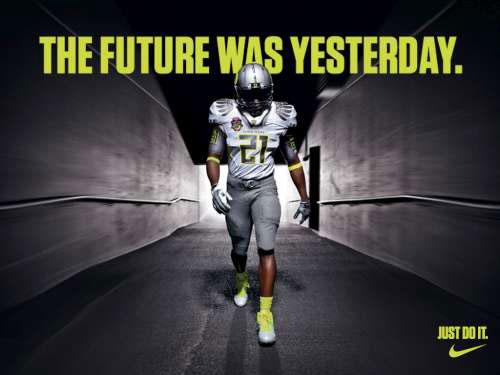 THE FUTURE WAS YESTERDAY.
21
JUST DO IT.